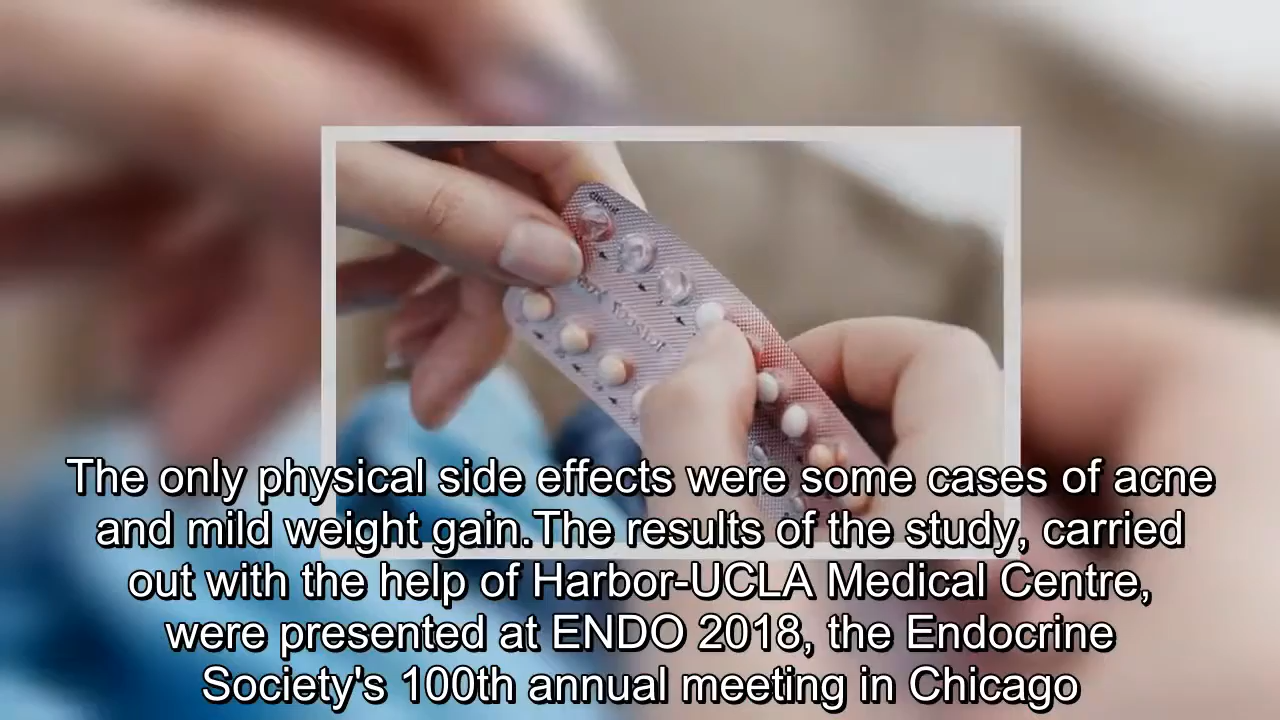 The only physical side effects were some cases of acne
and mild weight gain.The results of the study, carried
out with the help of Harbor-UCLA Medical Centre,
were presented at ENDO 2018, the Endocrine
Society's 100th annual meeting in Chicago